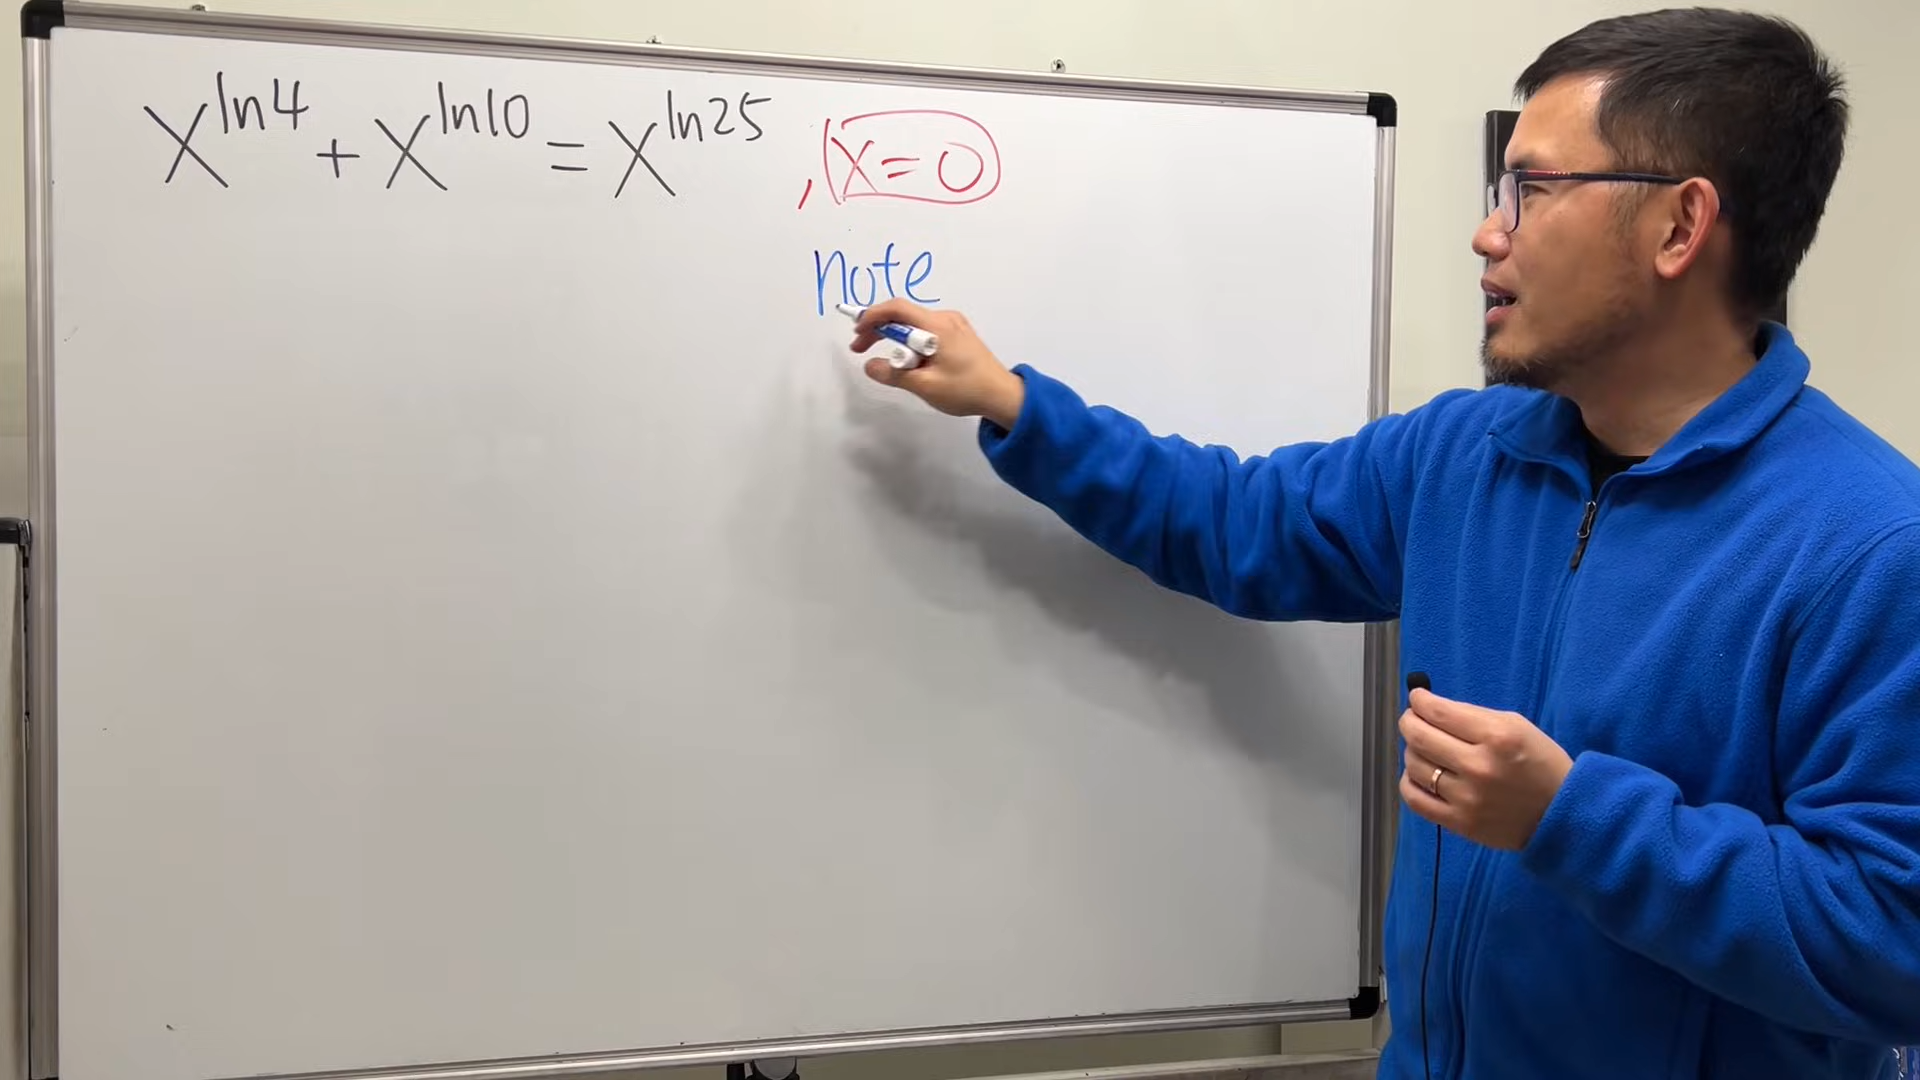 x^ln4 + x^ln10 = x^ln25 , x = 0
note